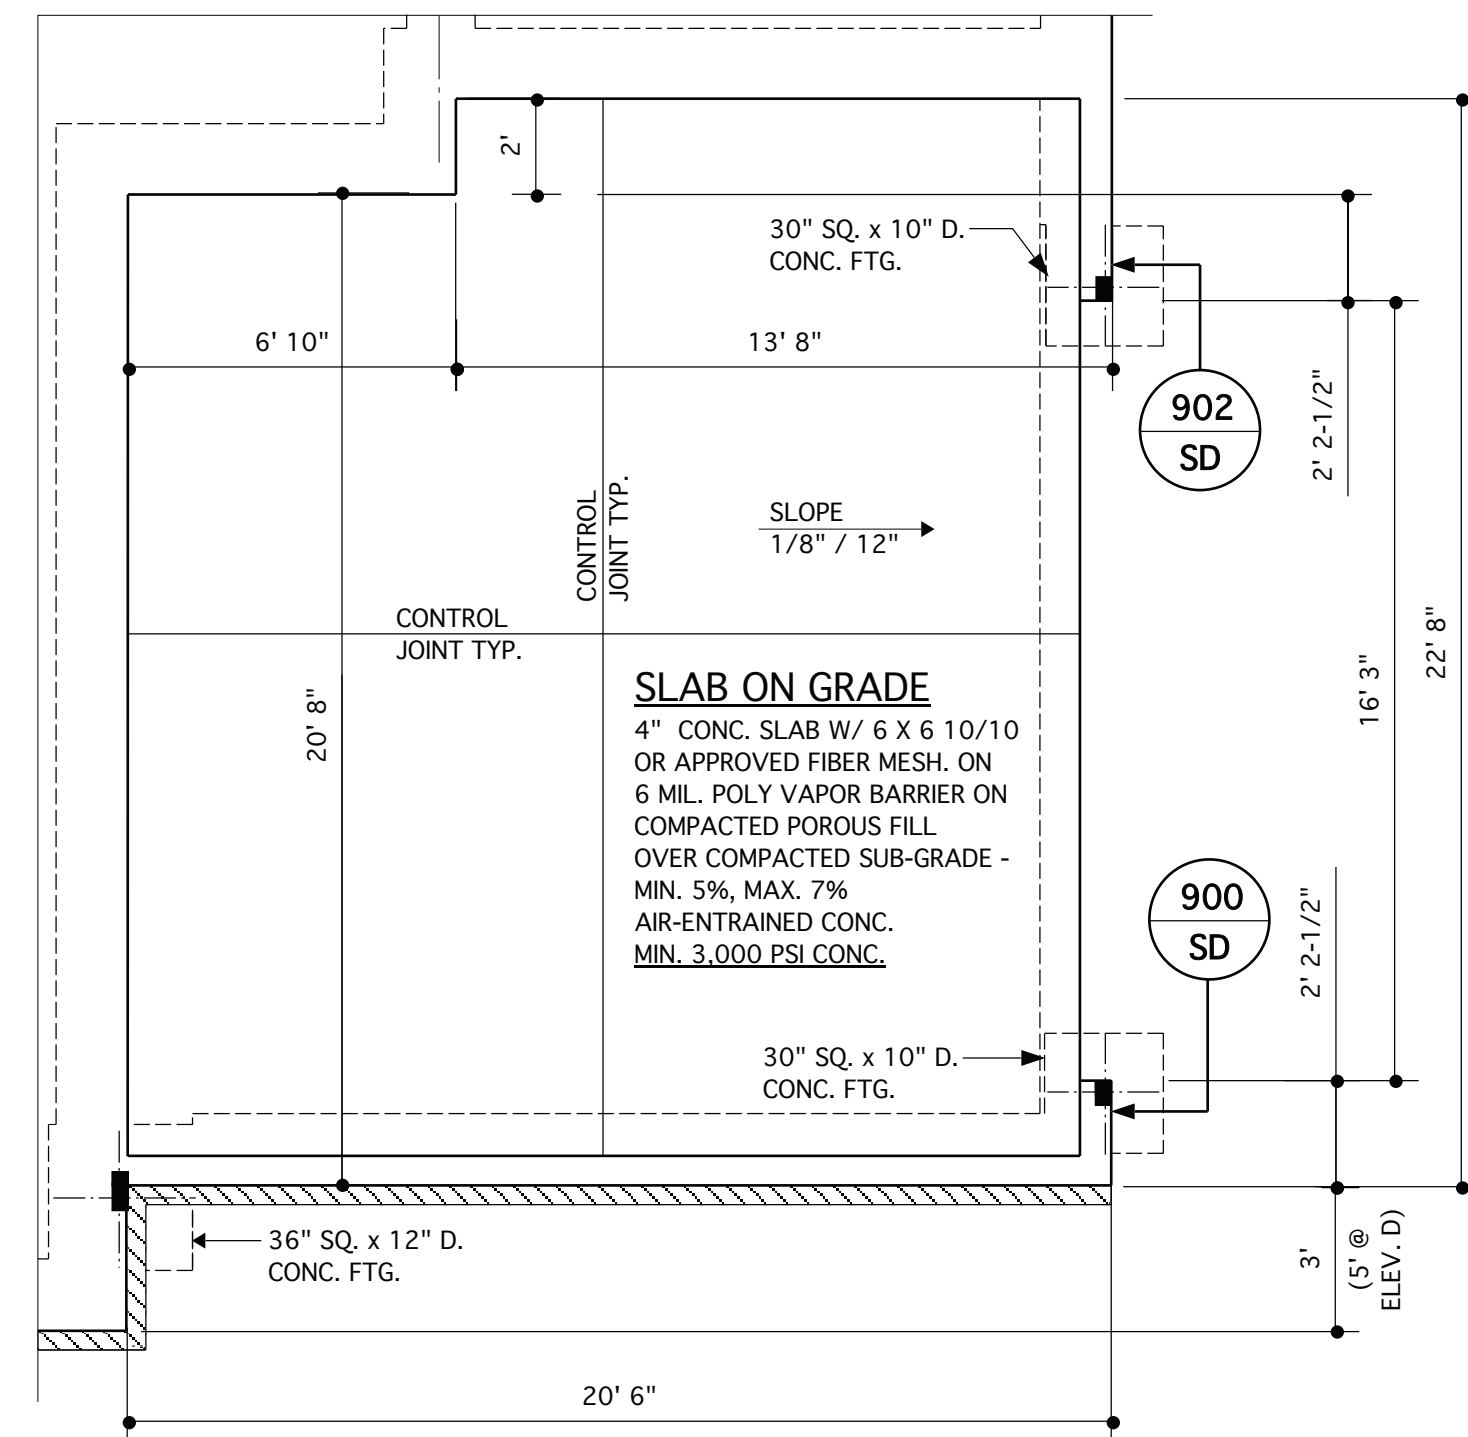 2'
30" SQ. x 10" D.
CONC. FTG.
6' 10"
13' 8"
902
SD
2' 2-1/2"
CONTROL
JOINT TYP.
SLOPE
1/8" / 12"
CONTROL
JOINT TYP.
20' 8"
16' 3"
22' 8"
SLAB ON GRADE
4" CONC. SLAB W/ 6 X 6 10/10
OR APPROVED FIBER MESH. ON
6 MIL. POLY VAPOR BARRIER ON
COMPACTED POROUS FILL
OVER COMPACTED SUB-GRADE -
MIN. 5%, MAX. 7%
AIR-ENTRAINED CONC.
MIN. 3,000 PSI CONC.
900
SD
2' 2-1/2"
30" SQ. x 10" D.
CONC. FTG.
36" SQ. x 12" D.
CONC. FTG.
3'
(5' @
ELEV. D)
20' 6"